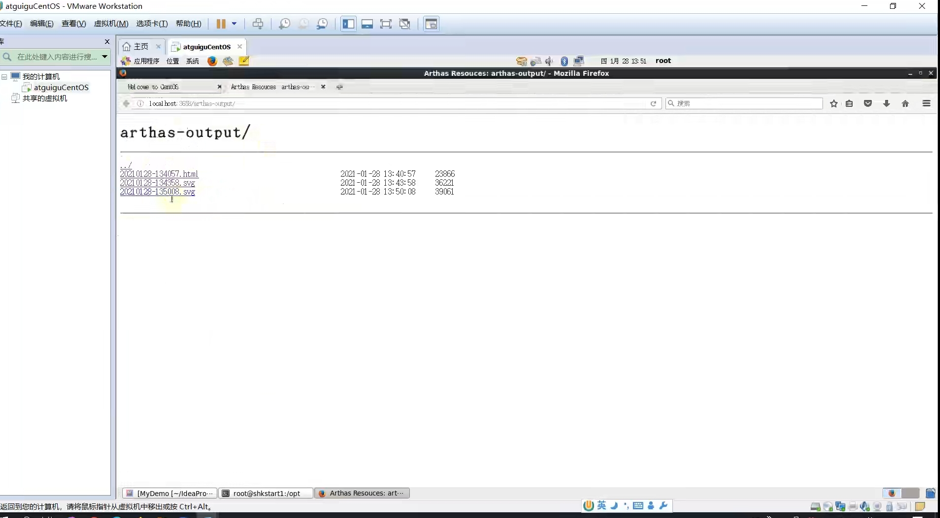 atguiguCentOS - VMware Workstation
文件(F) 编辑(E) 查看(V) 虚拟机(M) 选项卡(T) 帮助(H)
库
主页 atguiguCentOS
在此处键入内容进行搜...
应用程序 位置 系统 四 1月 28 13:51 root
我的计算机
Arthas Resouces: arthas-output/ - Mozilla Firefox
atguiguCentOS
Welcome to CentOS Arthas Resouces: arthas-ou···
共享的虚拟机
localhost:3658/arthas-output/ 搜索
arthas-output/
../
20210128-134057.html 2021-01-28 13:40:57 23866
20210128-134358.svg 2021-01-28 13:43:58 36221
20210128-135008.svg 2021-01-28 13:50:08 39061
[MyDemo [~/IdeaPro··· root@shkstart1:/opt Arthas Resouces: art···
返回到您的计算机，请将鼠标指针从虚拟机中移出或按 Ctrl+Alt。
英